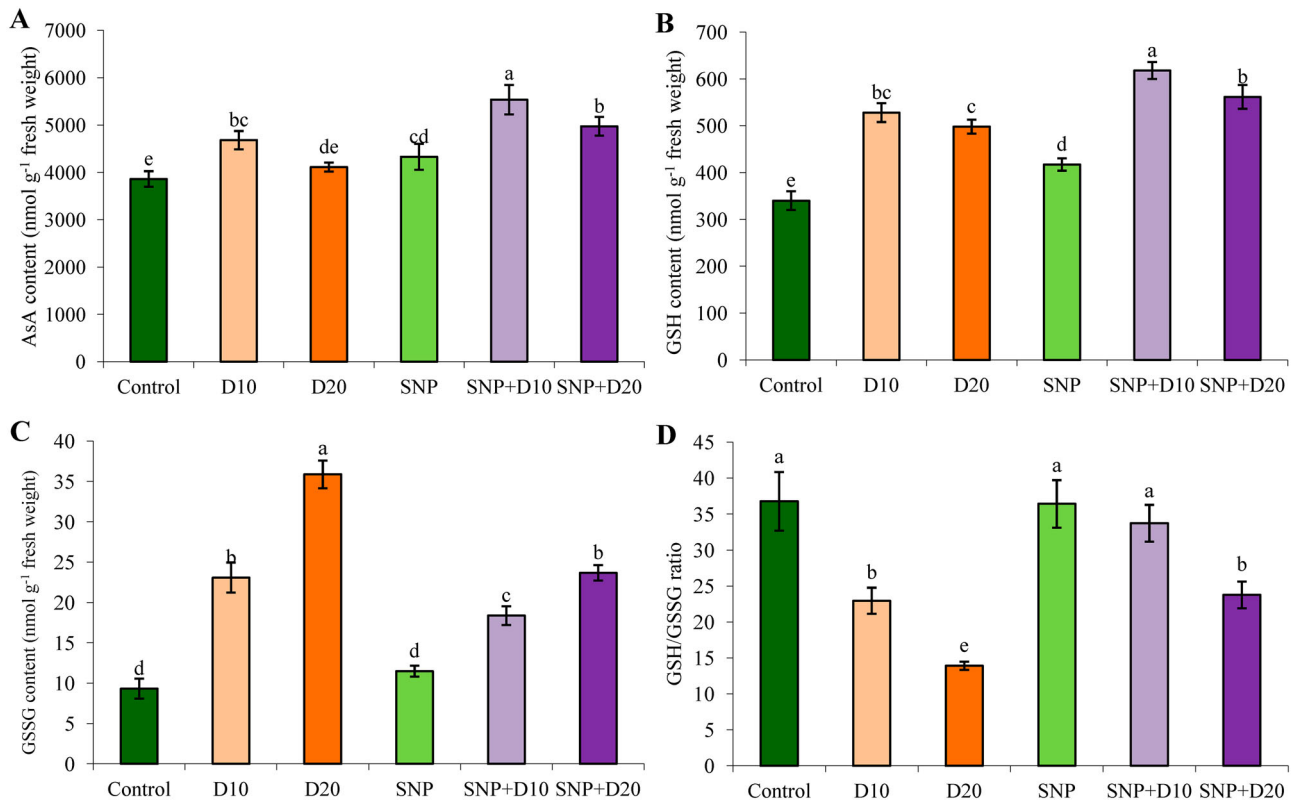 A
AsA content (nmol g⁻¹ fresh weight)
7000
6000
5000
4000
3000
2000
1000
0
e
bc
de
cd
a
b
Control D10 D20 SNP SNP+D10 SNP+D20
B
GSH content (nmol g⁻¹ fresh weight)
700
600
500
400
300
200
100
0
e
bc
c
d
a
b
Control D10 D20 SNP SNP+D10 SNP+D20
C
GSSG content (nmol g⁻¹ fresh weight)
40
35
30
25
20
15
10
5
0
d
b
a
d
c
b
Control D10 D20 SNP SNP+D10 SNP+D20
D
GSH/GSSG ratio
45
40
35
30
25
20
15
10
5
0
a
b
e
a
a
b
Control D10 D20 SNP SNP+D10 SNP+D20